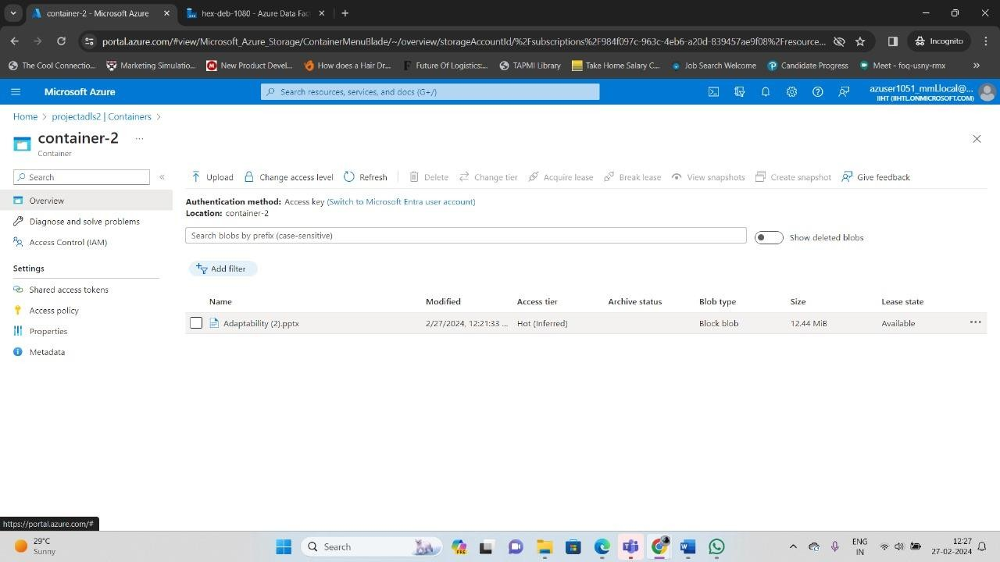 container-2 - Microsoft Azure
hex-deb-1080 - Azure Data Fac
portal.azure.com/#view/Microsoft_Azure_Storage/ContainerMenuBlade/~/overview/storageAccountId/%2Fsubscriptions%2F984f057c-963c-4eb6-a20d-839457ae9f08%2Fresource...
Incognito
The Cool Connectio...
Marketing Simulatio...
New Product Devel...
How does a Hair Dr...
Future Of Logistics:...
TAPMI Library
Take Home Salary C...
Job Search Welcome
Candidate Progress
Meet - foq-usny-rmx
»
Microsoft Azure
Search resources, services, and docs (G+/)
azuser1051_mml.local@...
IIHT (IIHTL.ONMICROSOFT.COM)
Home > projectadls2 | Containers >
container-2 ...
Container
Search
«
Upload
Change access level
Refresh
Delete
Change tier
Acquire lease
Break lease
View snapshots
Create snapshot
Give feedback
Overview
Diagnose and solve problems
Access Control (IAM)
Settings
Shared access tokens
Access policy
Properties
Metadata
Authentication method: Access key (Switch to Microsoft Entra user account)
Location: container-2
Search blobs by prefix (case-sensitive)
Show deleted blobs
Add filter
Name Modified Access tier Archive status Blob type Size Lease state
Adaptability (2).pptx 2/27/2024, 12:21:33 ... Hot (Inferred) Block blob 12.44 MiB Available ...
https://portal.azure.com/#
29°C
Sunny
Search
PRE
ENG
IN
12:27
27-02-2024